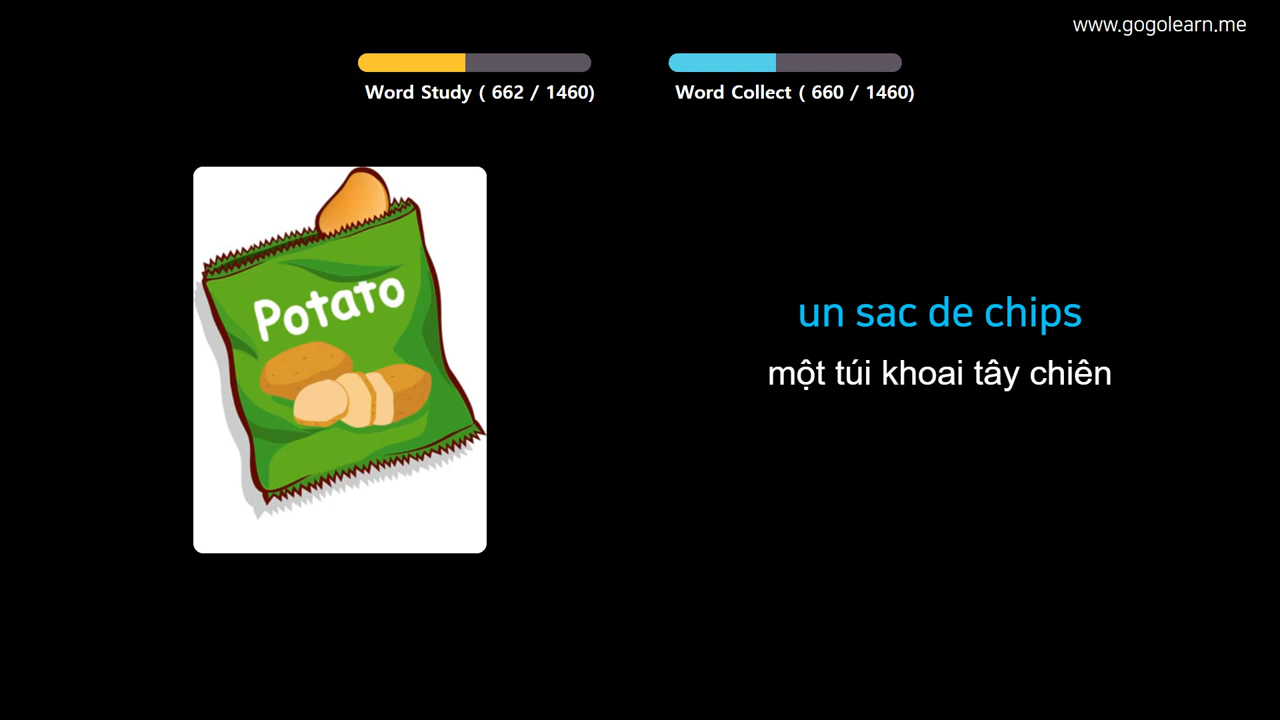 www.gogolearn.me
Word Study ( 662 / 1460)
Word Collect ( 660 / 1460)
Potato
un sac de chips
một túi khoai tây chiên